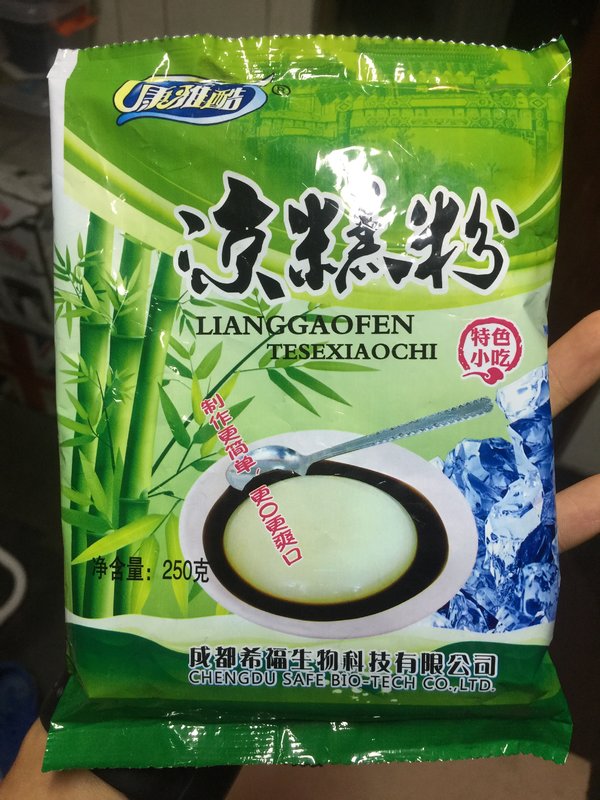 康雅酷®
凉糕粉
LIANGGAOFEN
TESEXIAOCHI
特色
小吃
制作更简单，更Q更爽口
净含量：250克
成都希福生物科技有限公司
CHENGDU SAFE BIO-TECH CO.,LTD.